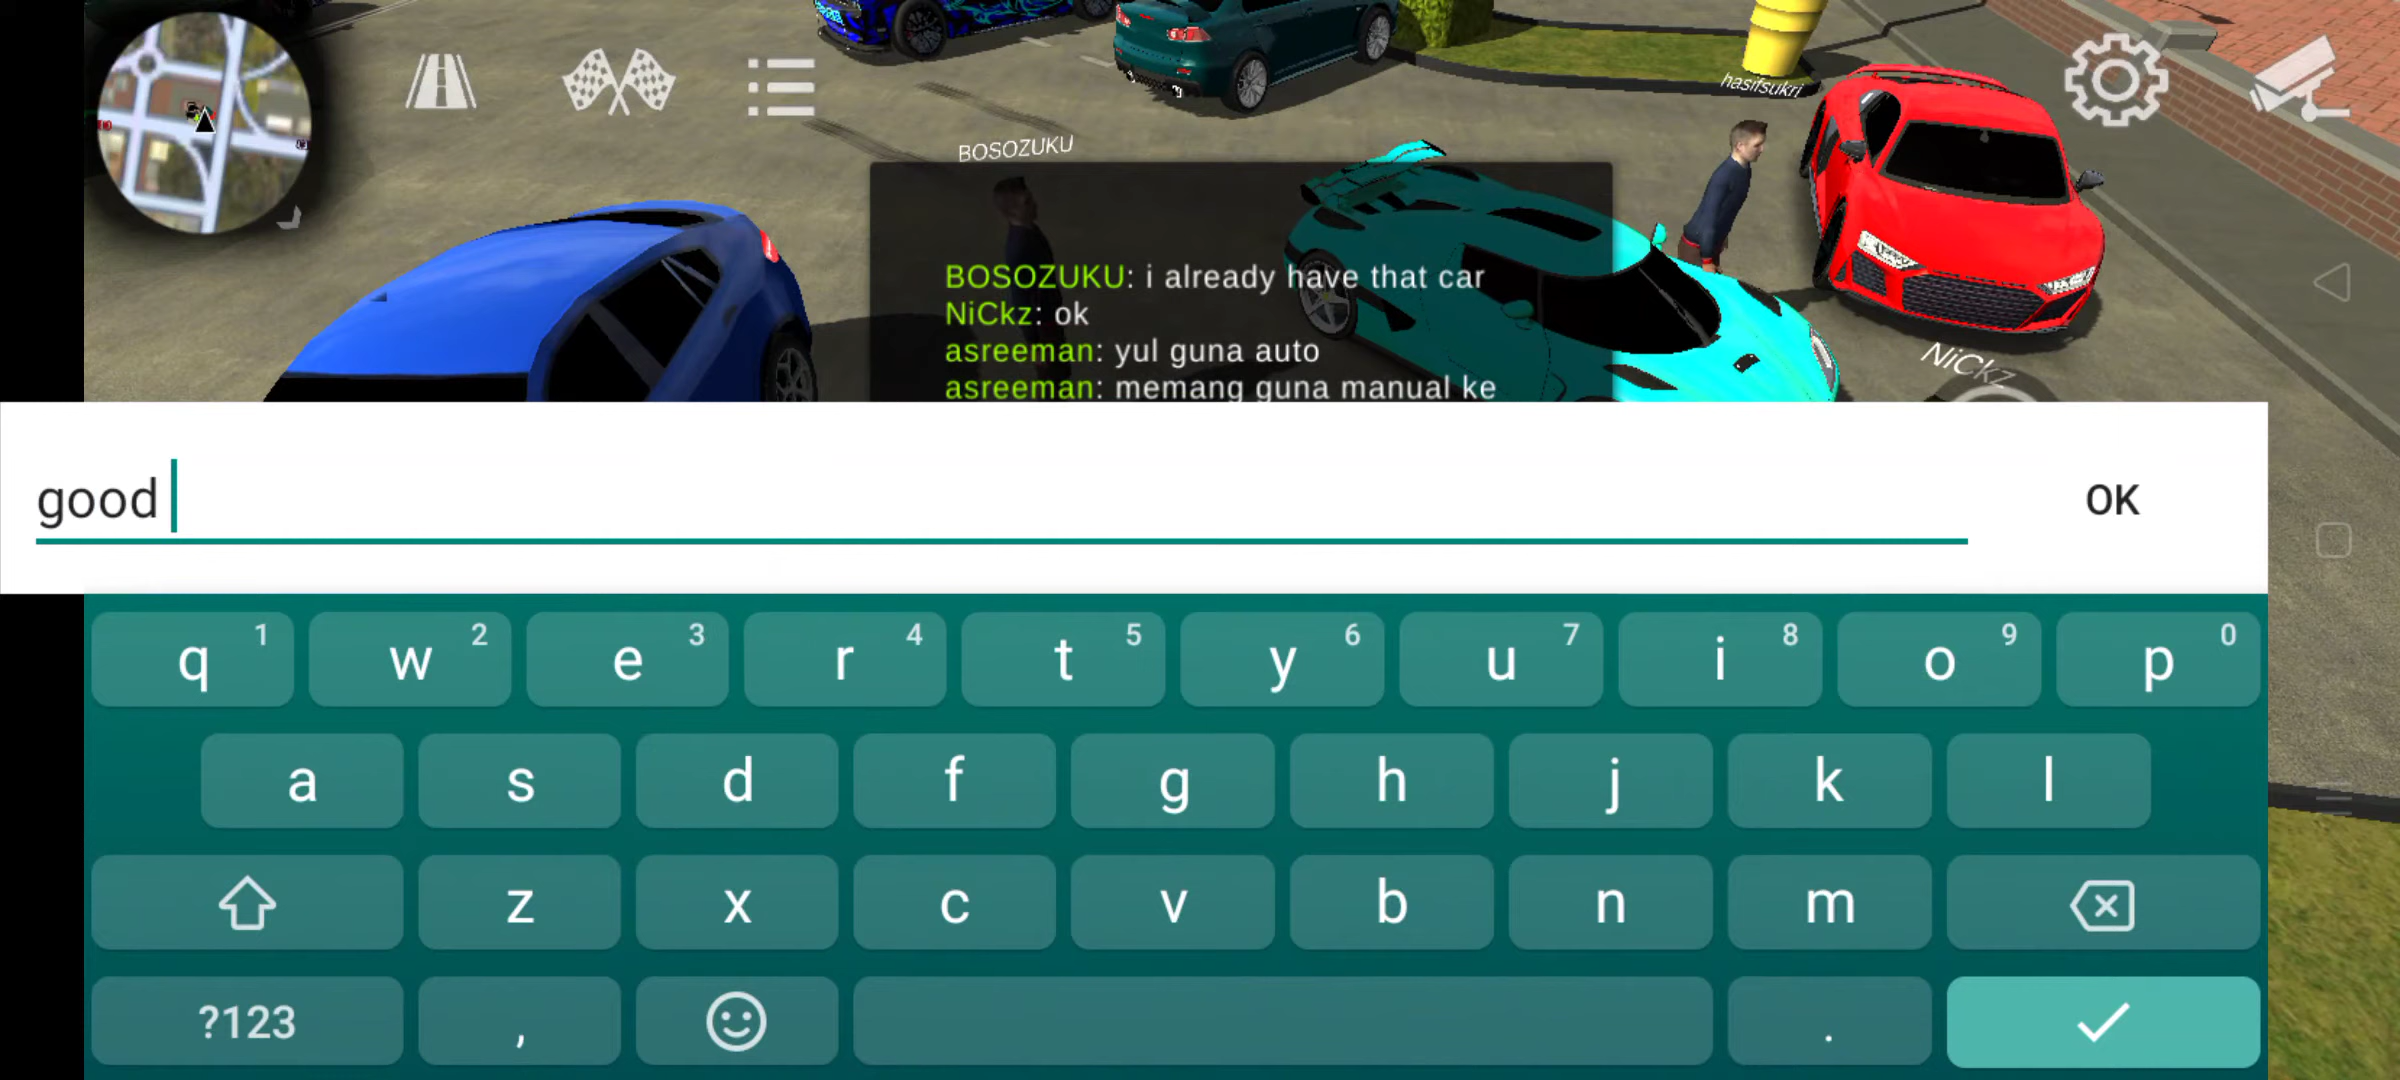 hasifsukri
BOSOZUKU
BOSOZUKU: i already have that car
NiCkz: ok
asreeman: yul guna auto
asreeman: memang guna manual ke
NiCkz
good
OK
q 1 w 2 e 3 r 4 t 5 y 6 u 7 i 8 o 9 p 0
a s d f g h j k l
z x c v b n m
?123 , .